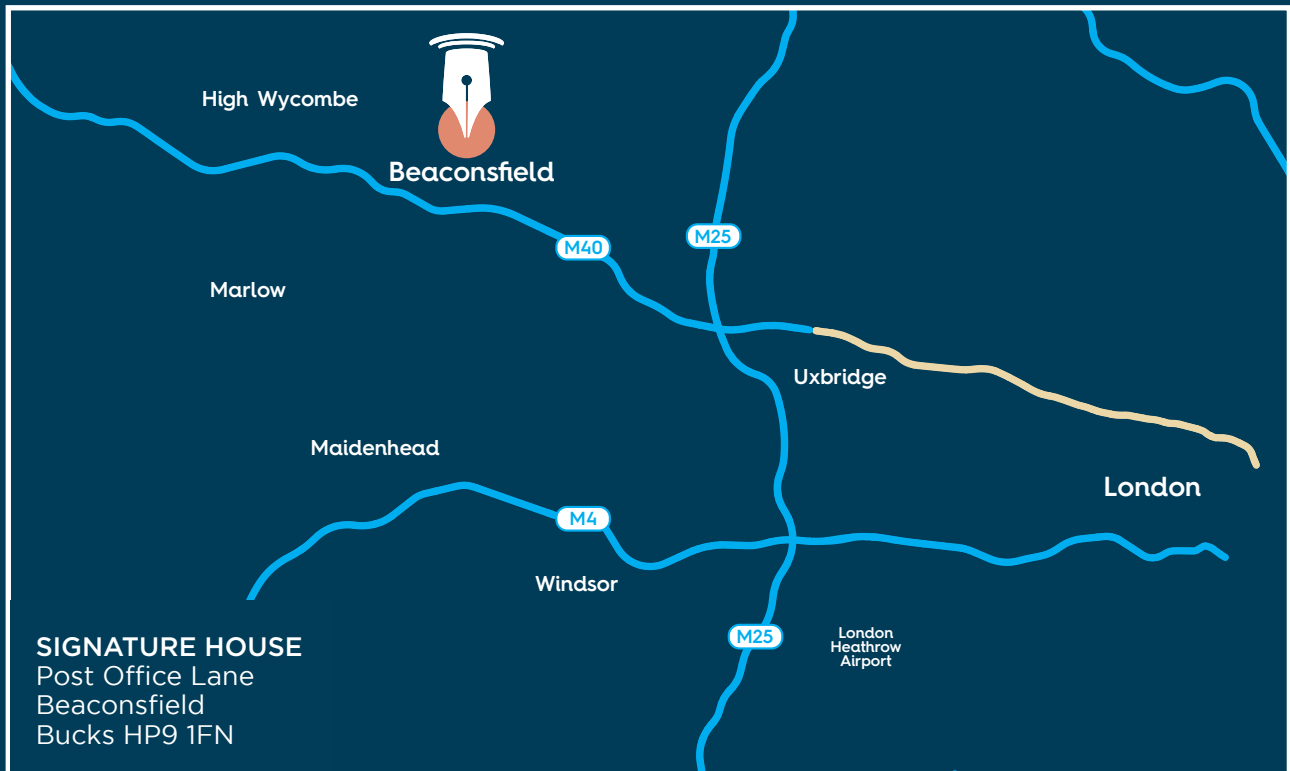 High Wycombe
Beaconsfield
M40
M25
Marlow
Uxbridge
Maidenhead
London
M4
Windsor
M25
London
Heathrow
Airport
SIGNATURE HOUSE
Post Office Lane
Beaconsfield
Bucks HP9 1FN